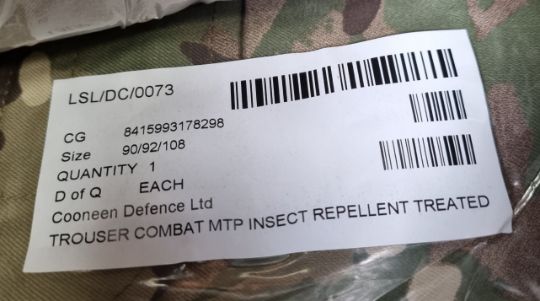 LSL/DC/0073
CG 8415993178298
Size 90/92/108
QUANTITY 1
D of Q EACH
Cooneen Defence Ltd
TROUSER COMBAT MTP INSECT REPELLENT TREATED